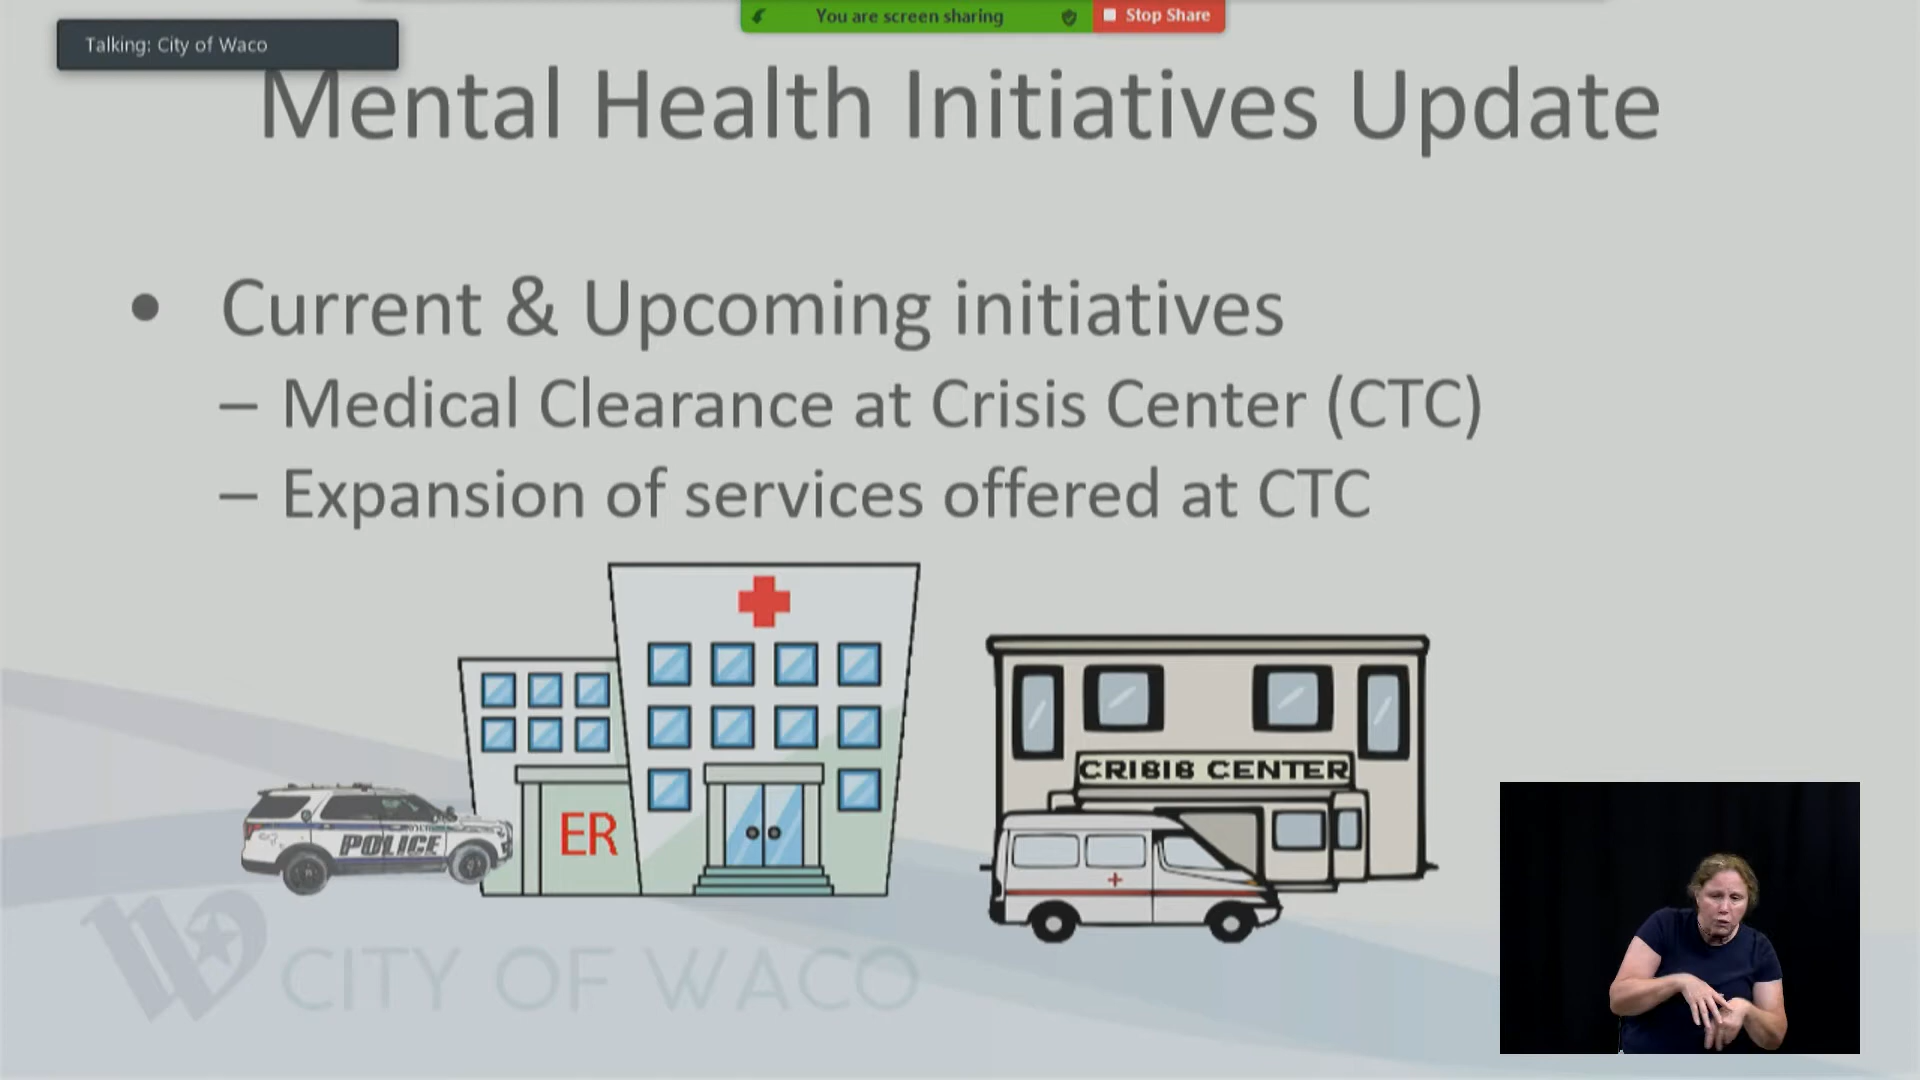 You are screen sharing
Stop Share
Talking: City of Waco
Mental Health Initiatives Update
• Current & Upcoming initiatives
– Medical Clearance at Crisis Center (CTC)
– Expansion of services offered at CTC
CRISIS CENTER
ER
POLICE
CITY OF WACO